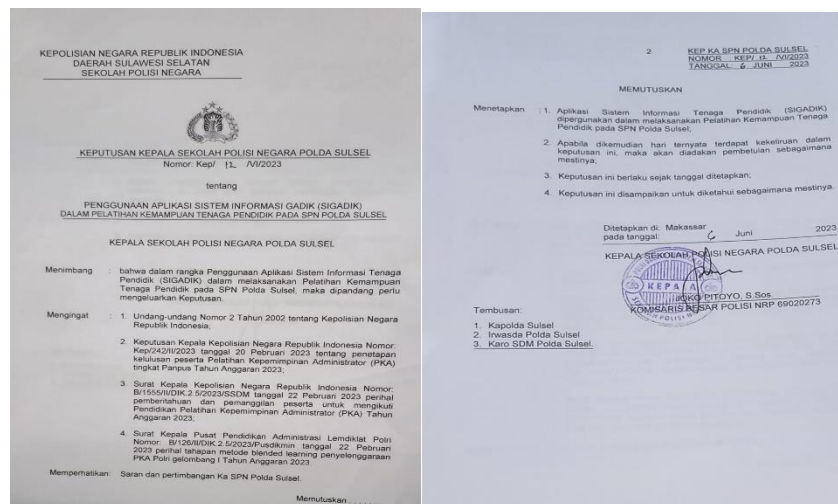 KEPOLISIAN NEGARA REPUBLIK INDONESIA
DAERAH SULAWESI SELATAN
SEKOLAH POLISI NEGARA
KEPUTUSAN KEPALA SEKOLAH POLISI NEGARA POLDA SULSEL
Nomor: Kep/ 12 /VI/2023
tentang
PENGGUNAAN APLIKASI SISTEM INFORMASI GADIK (SIGADIK)
DALAM PELATIHAN KEMAMPUAN TENAGA PENDIDIK PADA SPN POLDA SULSEL
KEPALA SEKOLAH POLISI NEGARA POLDA SULSEL
Menimbang : bahwa dalam rangka Penggunaan Aplikasi Sistem Informasi Tenaga
Pendidik (SIGADIK) dalam melaksanakan Pelatihan Kemampuan
Tenaga Pendidik pada SPN Polda Sulsel, maka dipandang perlu
mengeluarkan Keputusan.
Mengingat : 1. Undang-undang Nomor 2 Tahun 2002 tentang Kepolisian Negara
Republik Indonesia;
2. Keputusan Kepala Kepolisian Negara Republik Indonesia Nomor:
Kep/242/II/2023 tanggal 20 Pebruari 2023 tentang penetapan
kelulusan peserta Pelatihan Kepemimpinan Administrator (PKA)
tingkat Panpus Tahun Anggaran 2023;
3. Surat Kepala Kepolisian Negara Republik Indonesia Nomor:
B/1555/II/DIK.2.5/2023/SSDM tanggal 22 Pebruari 2023 perihal
pemberitahuan dan pemanggilan peserta untuk mengikuti
Pendidikan Pelatihan Kepemimpinan Administrator (PKA) Tahun
Anggaran 2023;
4. Surat Kepala Pusat Pendidikan Administrasi Lemdiklat Polri
Nomor: B/126/II/DIK.2.5/2023/Pusdikmin tanggal 22 Pebruari
2023 perihal tahapan metode blended learning penyelenggaraan
PKA Polri gelombang I Tahun Anggaran 2023.
Memperhatikan: Saran dan pertimbangan Ka SPN Polda Sulsel.
Memutuskan .......
2
KEP KA SPN POLDA SULSEL
NOMOR : KEP/ 12 /VI/2023
TANGGAL: 6 JUNI 2023
MEMUTUSKAN
Menetapkan : 1. Aplikasi Sistem Informasi Tenaga Pendidik (SIGADIK)
dipergunakan dalam melaksanakan Pelatihan Kemampuan Tenaga
Pendidik pada SPN Polda Sulsel;
2. Apabila dikemudian hari ternyata terdapat kekeliruan dalam
keputusan ini, maka akan diadakan pembetulan sebagaimana
mestinya;
3. Keputusan ini berlaku sejak tanggal ditetapkan;
4. Keputusan ini disampaikan untuk diketahui sebagaimana mestinya.
Ditetapkan di: Makassar
pada tanggal: 6 Juni 2023
KEPALA SEKOLAH POLISI NEGARA POLDA SULSEL
KEPALA
JOKO PITOYO, S.Sos
KOMISARIS BESAR POLISI NRP 69020273
Tembusan:
1. Kapolda Sulsel
2. Irwasda Polda Sulsel
3. Karo SDM Polda Sulsel.